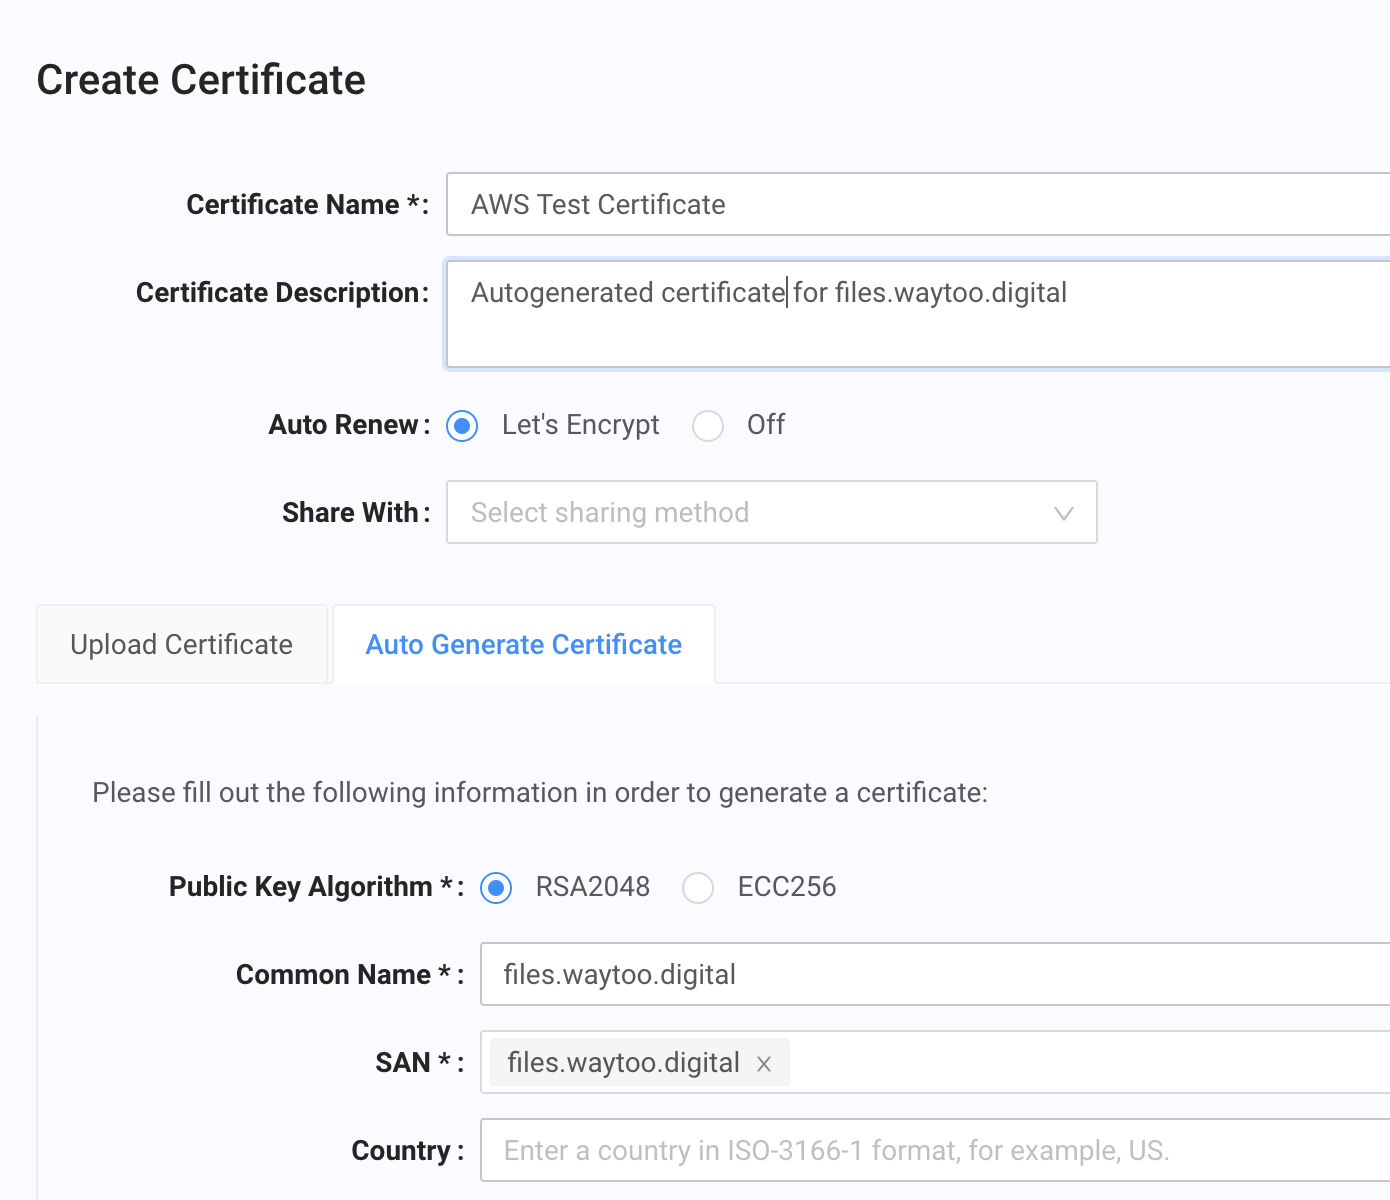 Create Certificate
Certificate Name *: AWS Test Certificate
Certificate Description: Autogenerated certificate for files.waytoo.digital
Auto Renew: Let's Encrypt Off
Share With: Select sharing method
Upload Certificate Auto Generate Certificate
Please fill out the following information in order to generate a certificate:
Public Key Algorithm *: RSA2048 ECC256
Common Name *: files.waytoo.digital
SAN *: files.waytoo.digital
Country: Enter a country in ISO-3166-1 format, for example, US.